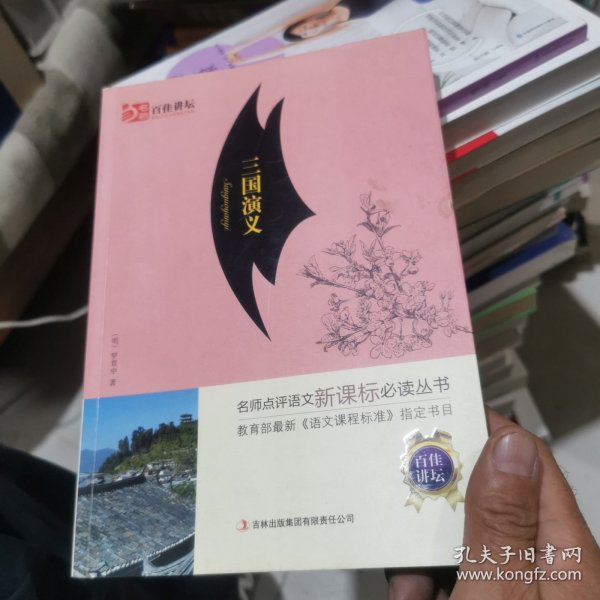 百佳讲坛
三国演义
Sanguoyanyi
(明) 罗贯中 著
名师点评语文新课标必读丛书
教育部最新《语文课程标准》指定书目
百佳
讲坛
吉林出版集团有限责任公司
孔夫子旧书网
www.kongfz.com